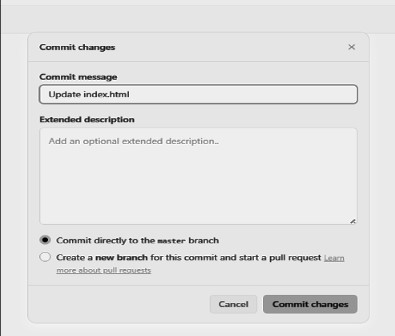 Commit changes
Commit message
Update index.html
Extended description
Add an optional extended description..
Commit directly to the master branch
Create a new branch for this commit and start a pull request Learn
more about pull requests
Cancel
Commit changes